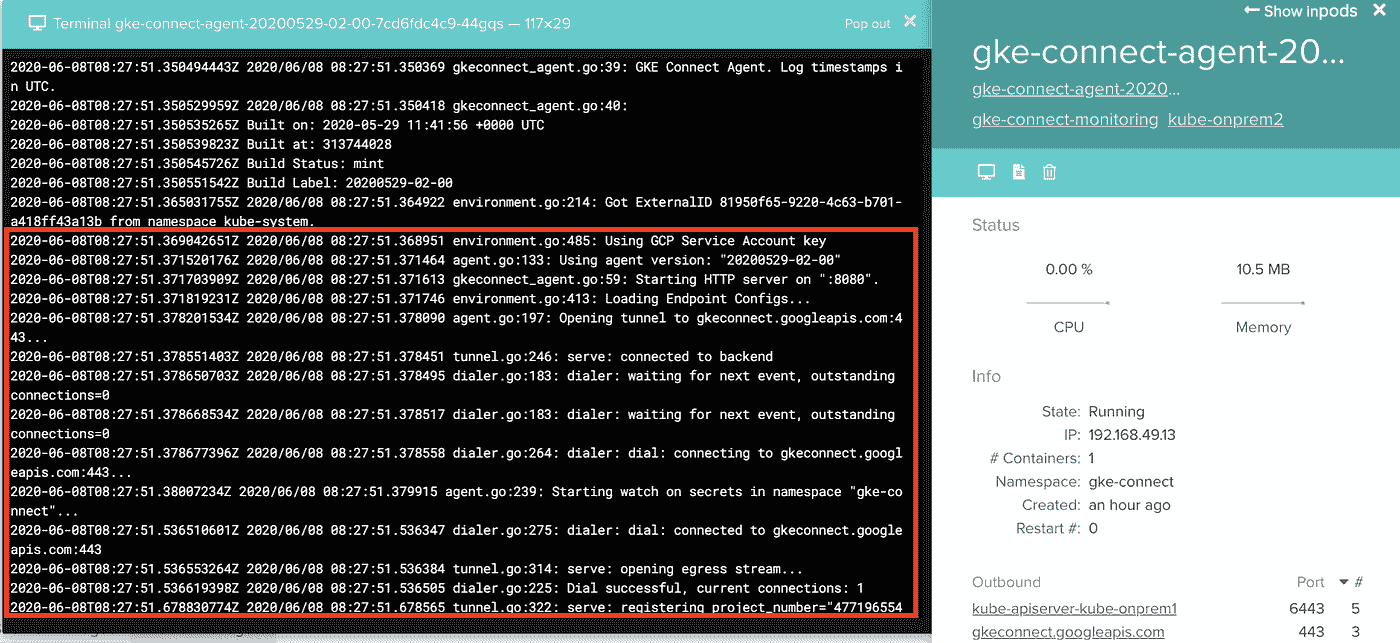 Terminal gke-connect-agent-20200529-02-00-7cd6fdc4c9-44gqs — 117×29
Pop out ×
2020-06-08T08:27:51.350494443Z 2020/06/08 08:27:51.350369 gkeconnect_agent.go:39: GKE Connect Agent. Log timestamps i
n UTC.
2020-06-08T08:27:51.350529959Z 2020/06/08 08:27:51.350418 gkeconnect_agent.go:40:
2020-06-08T08:27:51.350535265Z Built on: 2020-05-29 11:41:56 +0000 UTC
2020-06-08T08:27:51.350539823Z Built at: 313744028
2020-06-08T08:27:51.350545726Z Build Status: mint
2020-06-08T08:27:51.350551542Z Build Label: 20200529-02-00
2020-06-08T08:27:51.365031755Z 2020/06/08 08:27:51.364922 environment.go:214: Got ExternalID 81950f65-9220-4c63-b701-
a418ff43a13b from namespace kube-system.
2020-06-08T08:27:51.369042651Z 2020/06/08 08:27:51.368951 environment.go:485: Using GCP Service Account key
2020-06-08T08:27:51.371520176Z 2020/06/08 08:27:51.371464 agent.go:133: Using agent version: "20200529-02-00"
2020-06-08T08:27:51.371703909Z 2020/06/08 08:27:51.371613 gkeconnect_agent.go:59: Starting HTTP server on ":8080".
2020-06-08T08:27:51.371819231Z 2020/06/08 08:27:51.371746 environment.go:413: Loading Endpoint Configs...
2020-06-08T08:27:51.378201534Z 2020/06/08 08:27:51.378090 agent.go:197: Opening tunnel to gkeconnect.googleapis.com:4
43...
2020-06-08T08:27:51.378551403Z 2020/06/08 08:27:51.378451 tunnel.go:246: serve: connected to backend
2020-06-08T08:27:51.378650703Z 2020/06/08 08:27:51.378495 dialer.go:183: dialer: waiting for next event, outstanding
connections=0
2020-06-08T08:27:51.378668534Z 2020/06/08 08:27:51.378517 dialer.go:183: dialer: waiting for next event, outstanding
connections=0
2020-06-08T08:27:51.378677396Z 2020/06/08 08:27:51.378558 dialer.go:264: dialer: dial: connecting to gkeconnect.googl
eapis.com:443...
2020-06-08T08:27:51.38007234Z 2020/06/08 08:27:51.379915 agent.go:239: Starting watch on secrets in namespace "gke-co
nnect"...
2020-06-08T08:27:51.536510601Z 2020/06/08 08:27:51.536347 dialer.go:275: dialer: dial: connected to gkeconnect.google
apis.com:443
2020-06-08T08:27:51.536553264Z 2020/06/08 08:27:51.536384 tunnel.go:314: serve: opening egress stream...
2020-06-08T08:27:51.536619398Z 2020/06/08 08:27:51.536505 dialer.go:225: Dial successful, current connections: 1
2020-06-08T08:27:51.678830774Z 2020/06/08 08:27:51.678565 tunnel.go:322: serve: registering project_number="477196554
← Show inpods ×
gke-connect-agent-20...
gke-connect-agent-2020...
gke-connect-monitoring kube-onprem2
Status
0.00 % 10.5 MB
CPU Memory
Info
State: Running
IP: 192.168.49.13
# Containers: 1
Namespace: gke-connect
Created: an hour ago
Restart #: 0
Outbound Port ▼ #
kube-apiserver-kube-onprem1 6443 5
gkeconnect.googleapis.com 443 3